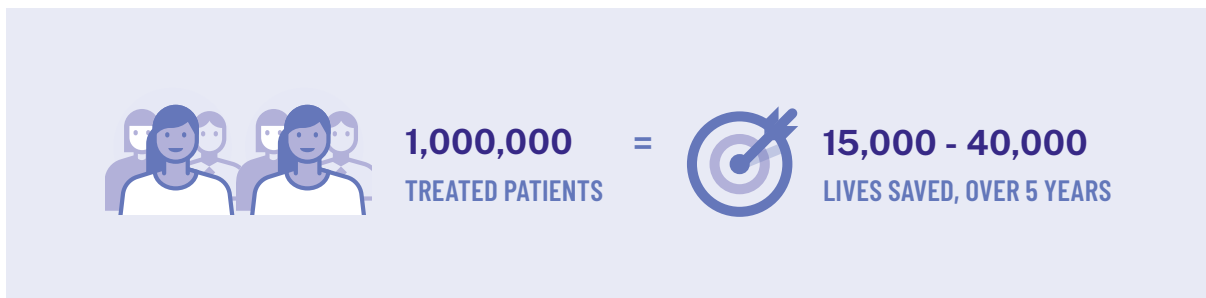 1,000,000
TREATED PATIENTS
=
15,000 - 40,000
LIVES SAVED, OVER 5 YEARS